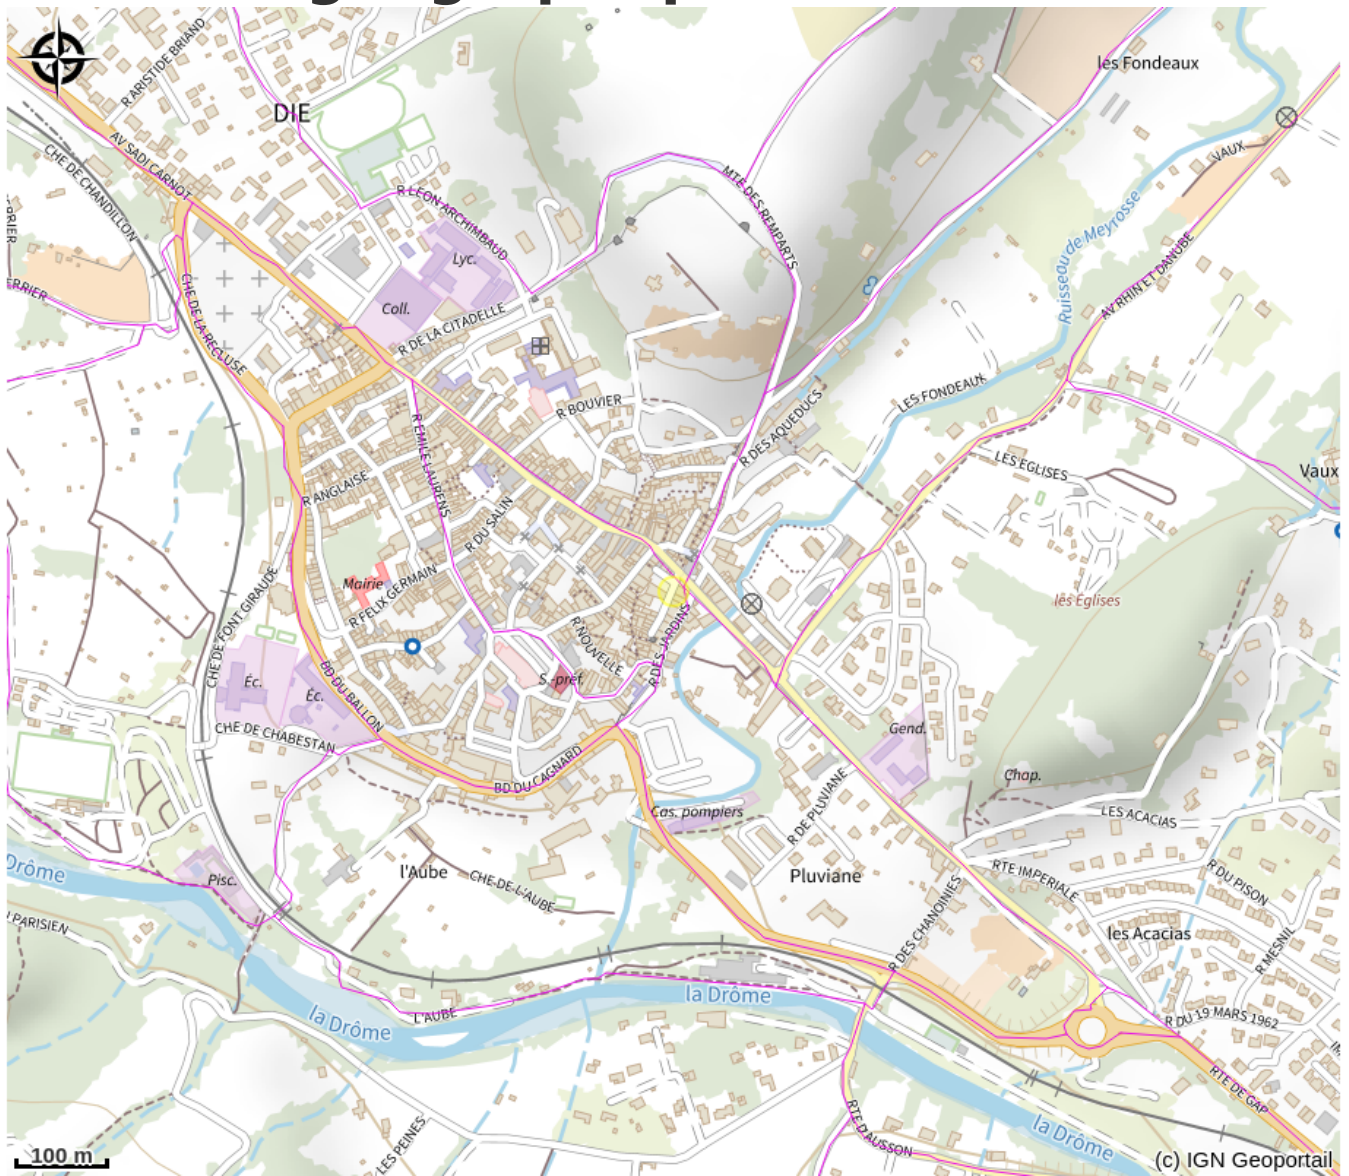 les Fondeaux
R ARISTIDE BRIAND
DIE
AV SADI CARNOT
CHE DE CHANDILLON
VAUX
R LEON ARCHIMBAUD
MTE DES REMPARTS
Ruisseau de Meyrosse
Lyc.
AV RHIN ET DANUBE
ERRIER
CHE DE LA RECLUSE
Coll.
R DE LA CITADELLE
LES FONDEAUX
R BOUVIER
R DES AQUEDUCS
R EMILE LAURENS
LES EGLISES
Vaux
R ANGLAISE
R DU SALIN
Mairie
R FELIX GERMAIN
les Eglises
CHE DE FONT GIRAUDE
R NOUVELLE
R DES JARDINS
S.-préf.
Éc.
Éc.
BD DU BALLON
CHE DE CHABESTAN
Gend.
BD DU CAGNARD
Chap.
Cas. pompiers
R DE PLUVIANE
LES ACACIAS
Drôme
Pisc.
l'Aube
CHE-DE-L'AUBE
Pluviane
RTE IMPERIALE
R DU PISON
PARISIEN
R DES CHANOINIES
les Acacias
R MESNIL
la Drôme
la Drôme
L'AUBE
R DU 19 MARS 1962
RTE DE GAP
LES PEINES
RTE D'AUSSON
la Drôme
100 m
(c) IGN Geoportail